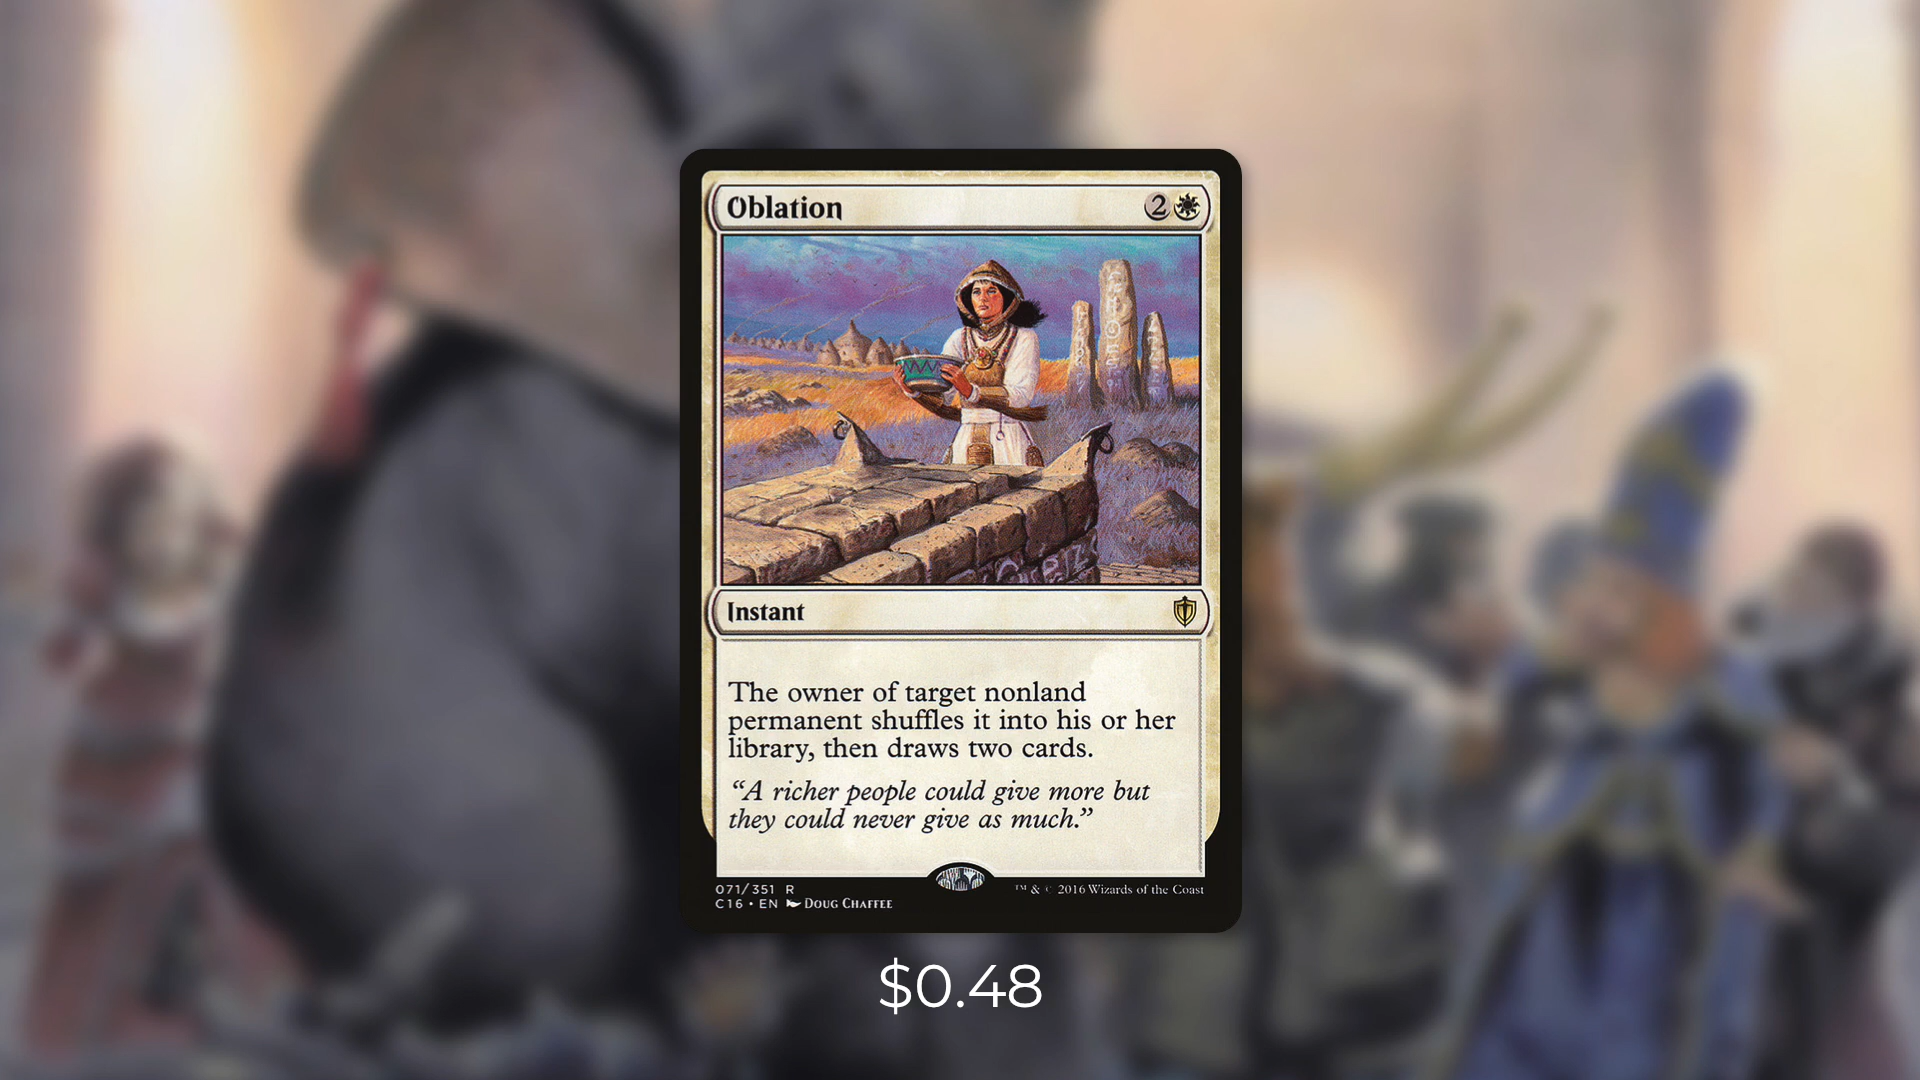 Oblation 2
Instant
The owner of target nonland
permanent shuffles it into his or her
library, then draws two cards.
“A richer people could give more but
they could never give as much.”
071/351 R
™ & © 2016 Wizards of the Coast
C16 • EN Doug Chaffee
$0.48